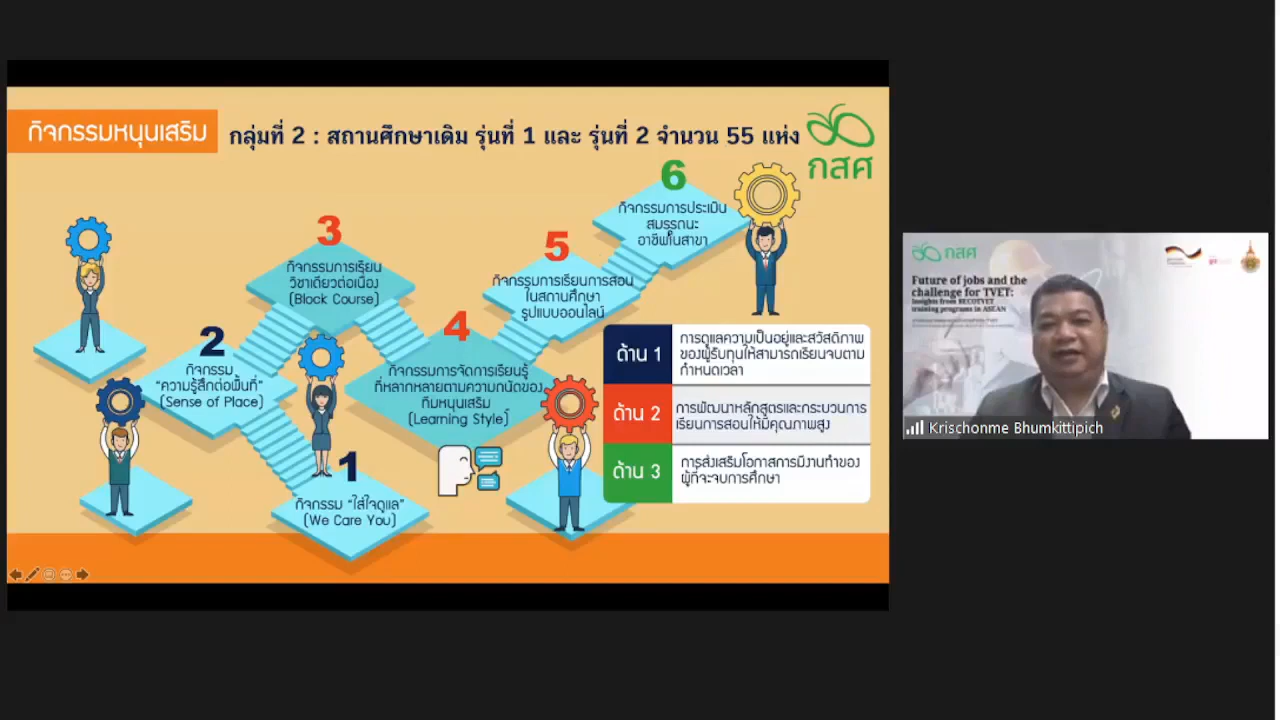 กิจกรรมหนุนเสริม
กลุ่มที่ 2 : สถานศึกษาเดิม รุ่นที่ 1 และ รุ่นที่ 2 จำนวน 55 แห่ง
กสศ
6
กิจกรรมการประเมิน
สมรรถนะ
อาชีพในสาขา
5
กิจกรรมการเรียนการสอน
ในสถานศึกษา
รูปแบบออนไลน์
3
กิจกรรมการเรียน
วิชาเดียวต่อเนื่อง
(Block Course)
4
กิจกรรมการจัดการเรียนรู้
ที่หลากหลายตามความถนัดของ
ทีมหนุนเสริม
(Learning Style)
2
กิจกรรม
"ความรู้สึกต่อพื้นที่"
(Sense of Place)
1
กิจกรรม "ใส่ใจดูแล"
(We Care You)
ด้าน 1
การดูแลความเป็นอยู่และสวัสดิภาพ
ของผู้รับทุนให้สามารถเรียนจบตาม
กำหนดเวลา
ด้าน 2
การพัฒนาหลักสูตรและกระบวนการ
เรียนการสอนให้มีคุณภาพสูง
ด้าน 3
การส่งเสริมโอกาสการมีงานทำของ
ผู้ที่จะจบการศึกษา
กสศ
Future of jobs and the
challenge for TVET:
Insights from RECOTVET
training programs in ASEAN
Krischonme Bhumkittipich